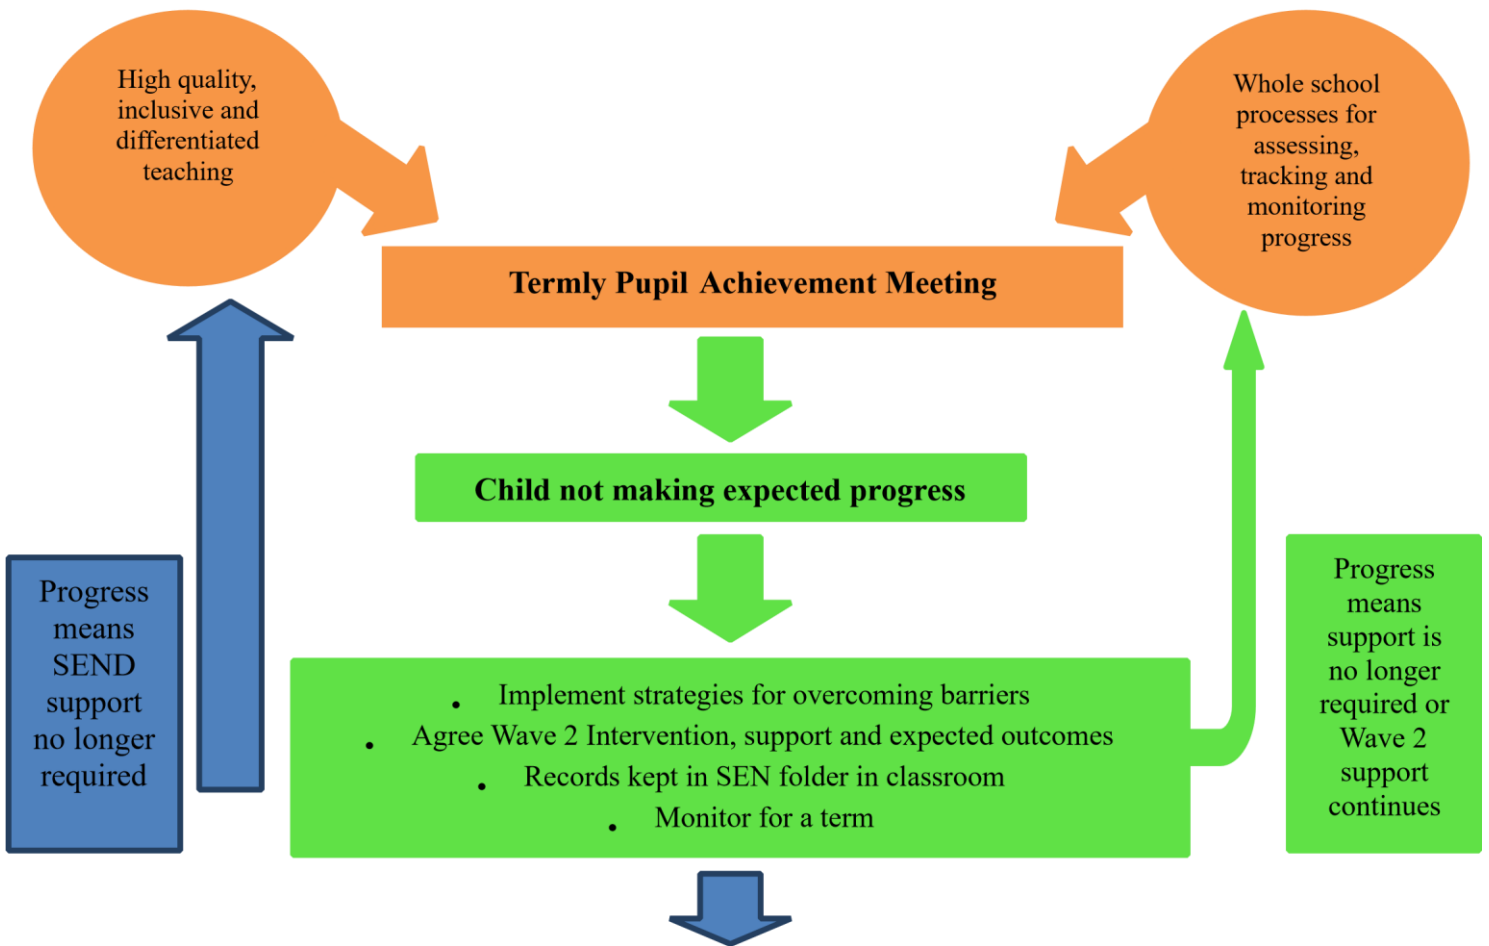 High quality,
inclusive and
differentiated
teaching
Whole school
processes for
assessing,
tracking and
monitoring
progress
Termly Pupil Achievement Meeting
Child not making expected progress
Progress
means
SEND
support
no longer
required
• Implement strategies for overcoming barriers
• Agree Wave 2 Intervention, support and expected outcomes
• Records kept in SEN folder in classroom
• Monitor for a term
Progress
means
support is
no longer
required or
Wave 2
support
continues